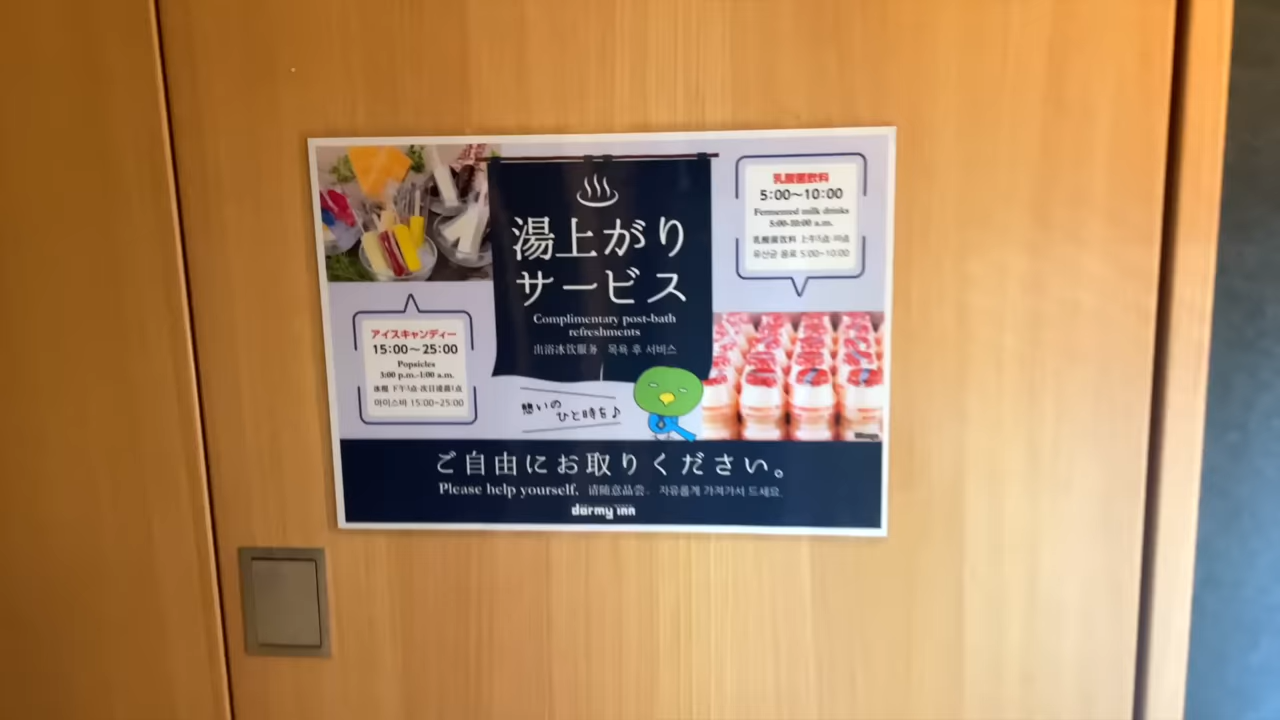 湯上がり
サービス
Complimentary post-bath
refreshments
出浴冰饮服务 목욕 후 서비스
アイスキャンディー
15:00～25:00
Popsicles
3:00 p.m.-1:00 a.m.
冰棍 下午3点-次日凌晨1点
아이스바 15:00~25:00
乳酸菌飲料
5:00～10:00
Fermented milk drinks
5:00-10:00 a.m.
乳酸菌饮料 上午5点-10点
유산균 음료 5:00~10:00
憩いの
ひと時を♪
ご自由にお取りください。
Please help yourself. 请随意品尝。 자유롭게 가져가서 드세요.
dormy inn